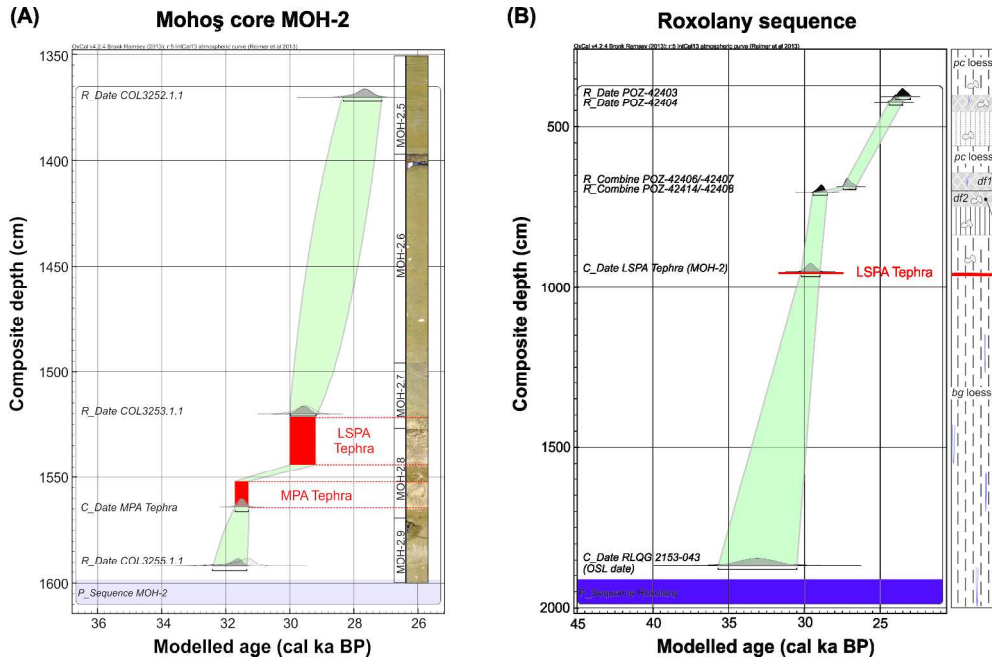 (A)
Mohoş core MOH-2
OxCal v4.2.4 Bronk Ramsey (2013); r:5 IntCal13 atmospheric curve (Reimer et al 2013)
Composite depth (cm)
1350
1400
1450
1500
1550
1600
R_Date COL3252.1.1
R_Date COL3253.1.1
C_Date MPA Tephra
R_Date COL3255.1.1
P_Sequence MOH-2
LSPA
Tephra
MPA Tephra
MOH-2.5
MOH-2.6
MOH-2.7
MOH-2.8
MOH-2.9
36
34
32
30
28
26
Modelled age (cal ka BP)
(B)
Roxolany sequence
OxCal v4.2.4 Bronk Ramsey (2013); r:5 IntCal13 atmospheric curve (Reimer et al 2013)
Composite depth (cm)
500
1000
1500
2000
R_Date POZ-42403
R_Date POZ-42404
R_Combine POZ-42406/-42407
R_Combine POZ-42414/-42408
C_Date LSPA Tephra (MOH-2)
LSPA Tephra
C_Date RLQG 2153-043
(OSL date)
45
40
35
30
25
Modelled age (cal ka BP)
pc loess
pc loess
df1
df2
bg loess